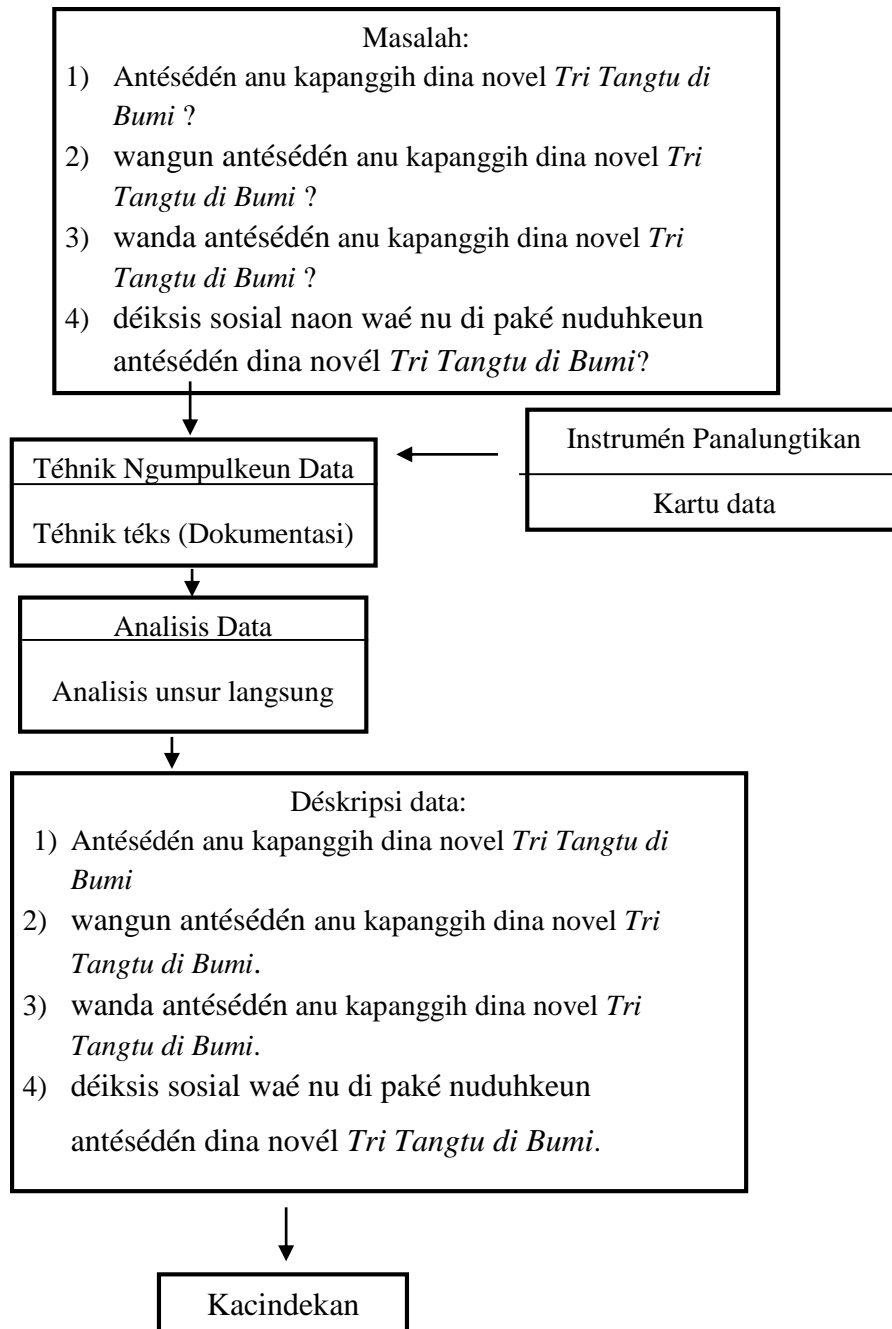 Masalah:
1) Antésédén anu kapanggih dina novel Tri Tangtu di
Bumi ?
2) wangun antésédén anu kapanggih dina novel Tri
Tangtu di Bumi ?
3) wanda antésédén anu kapanggih dina novel Tri
Tangtu di Bumi ?
4) déiksis sosial naon waé nu di paké nuduhkeun
antésédén dina novél Tri Tangtu di Bumi?
Instrumén Panalungtikan
Kartu data
Téhnik Ngumpulkeun Data
Téhnik téks (Dokumentasi)
Analisis Data
Analisis unsur langsung
Déskripsi data:
1) Antésédén anu kapanggih dina novel Tri Tangtu di
Bumi
2) wangun antésédén anu kapanggih dina novel Tri
Tangtu di Bumi.
3) wanda antésédén anu kapanggih dina novel Tri
Tangtu di Bumi.
4) déiksis sosial waé nu di paké nuduhkeun
antésédén dina novél Tri Tangtu di Bumi.
Kacindekan